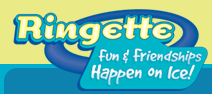 Ringette
Fun & Friendships
Happen on Ice!